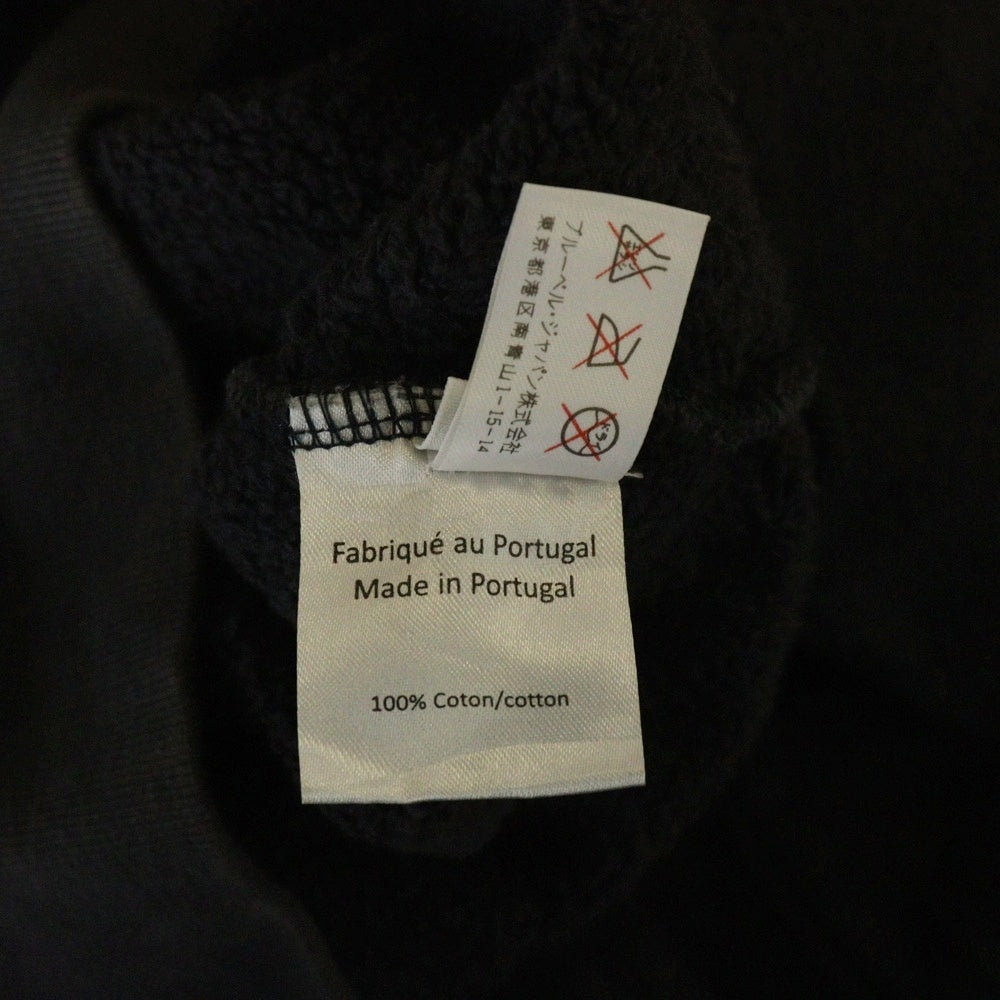 ブルーベル・ジャパン株式会社
東京都港区南青山1-15-14
Fabriqué au Portugal
Made in Portugal
100% Coton/cotton